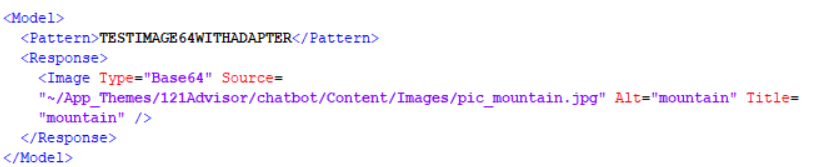 <Model>
<Pattern>TESTIMAGE64WITHADAPTER</Pattern>
<Response>
<Image Type="Base64" Source=
"~/App_Themes/121Advisor/chatbot/Content/Images/pic_mountain.jpg" Alt="mountain" Title=
"mountain" />
</Response>
</Model>